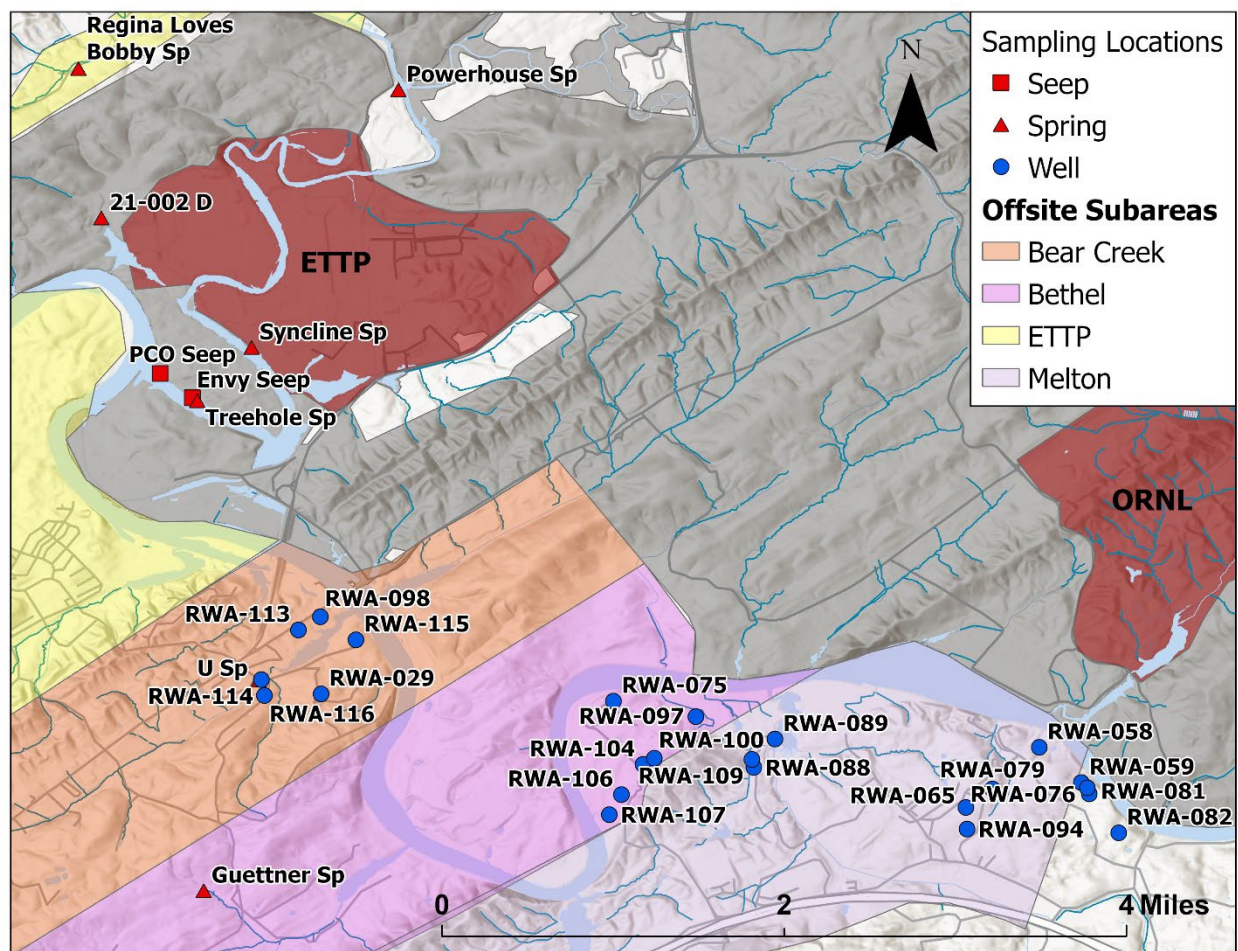 Regina Loves
Bobby Sp
Powerhouse Sp
21-002 D
ETTP
Syncline Sp
PCO Seep
Envy Seep
Treehole Sp
N
Sampling Locations
Seep
Spring
Well
Offsite Subareas
Bear Creek
Bethel
ETTP
Melton
ORNL
RWA-098
RWA-113
RWA-115
U Sp
RWA-029
RWA-114
RWA-116
RWA-075
RWA-097
RWA-089
RWA-100
RWA-104
RWA-058
RWA-088
RWA-109
RWA-079
RWA-059
RWA-106
RWA-065
RWA-076
RWA-081
RWA-107
RWA-094
RWA-082
Guettner Sp
0
2
4 Miles